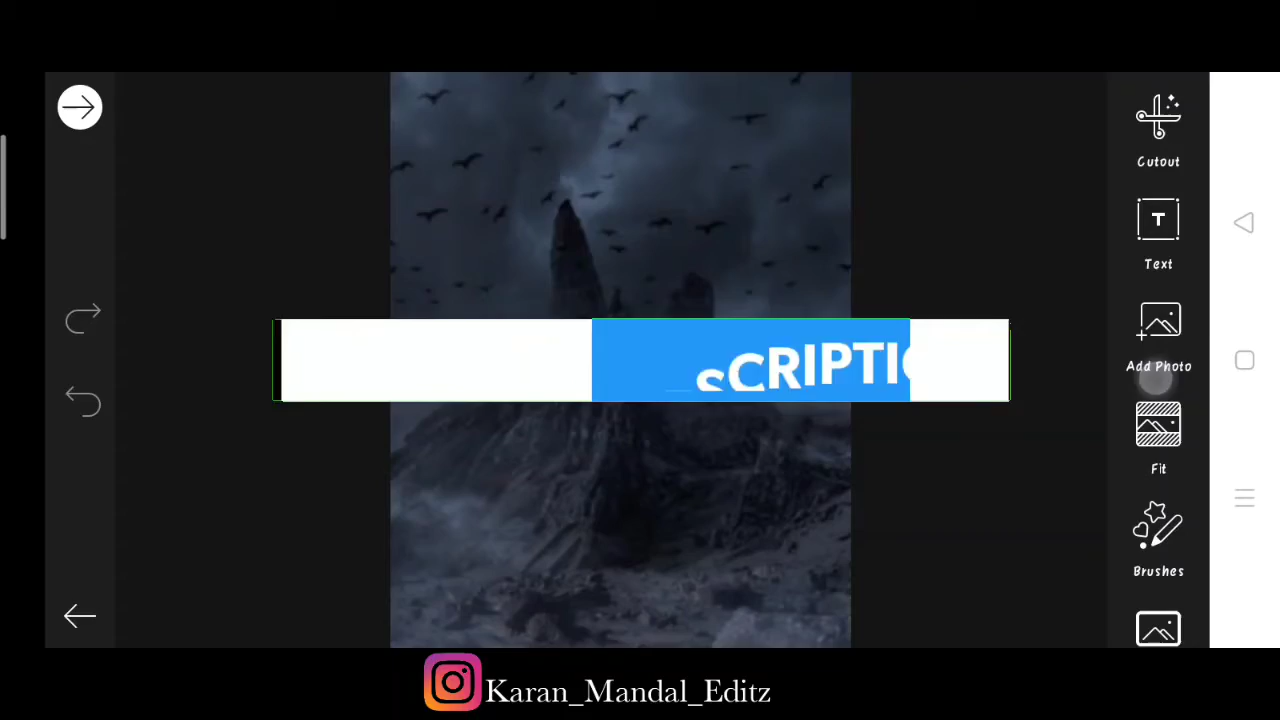 Cutout
Text
sCRIPTI
Add Photo
Fit
Brushes
Karan_Mandal_Editz